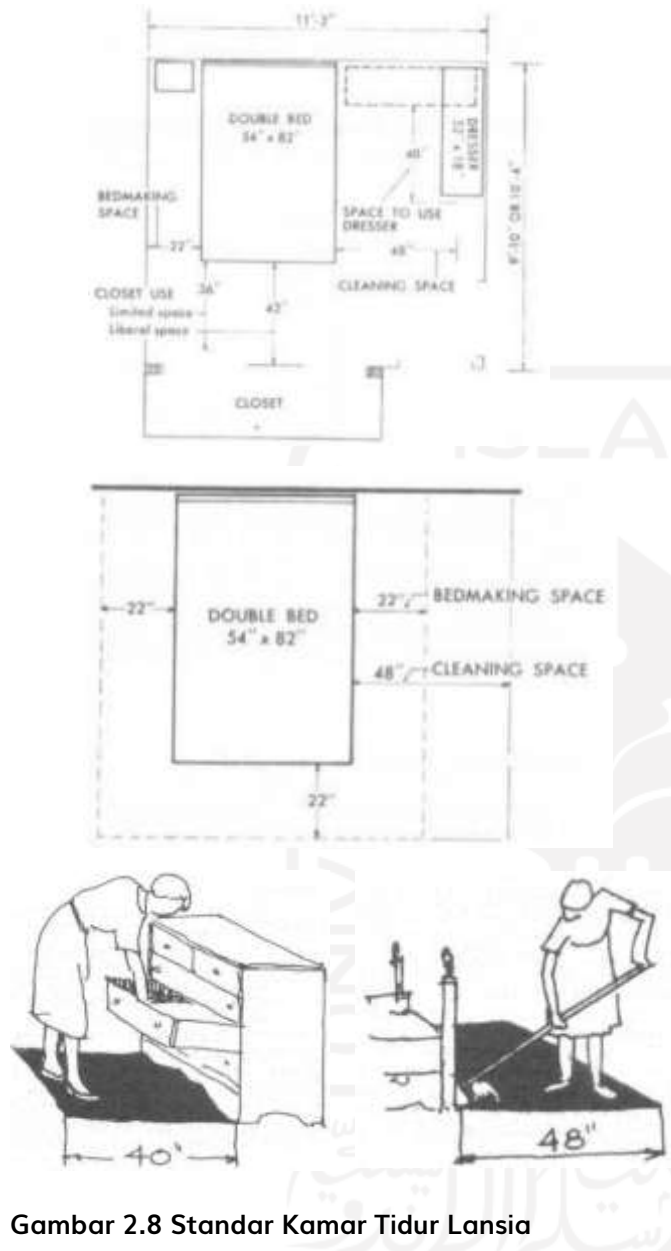 11'-3"
DOUBLE BED
54" x 82"
DRESSER
40"
BEDMAKING
SPACE
SPACE TO USE
DRESSER
22"
48"
CLEANING SPACE
CLOSET USE
36"
Limited space
42"
Liberal space
CLOSET
22"
DOUBLE BED
54" x 82"
22" BEDMAKING SPACE
48" CLEANING SPACE
22"
40"
48"
Gambar 2.8 Standar Kamar Tidur Lansia